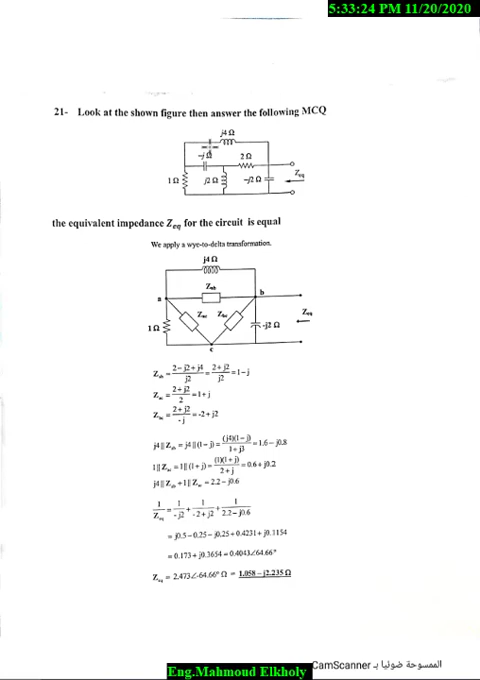 5:33:24 PM 11/20/2020
21- Look at the shown figure then answer the following MCQ
j4 Ω
2 Ω
1 Ω
j2 Ω
-j2 Ω
Zeq
the equivalent impedance Zeq for the circuit is equal
We apply a wye-to-delta transformation.
j4 Ω
Zab
a
b
Zac
Zbc
Zeq
1 Ω
-j2 Ω
c
Zab = 2-j2+j4 / j2 = 2+j2 / j2 = 1-j
Zac = 2+j2 / 2 = 1+j
= 2+j2 / -j = -2+j2
j4 || Zab = j4 || (1-j) = (j4)(1-j) / 1+j3 = 1.6 - j0.8
1 || Zac = 1 || (1+j) = (1)(1+j) / 2+j = 0.6 + j0.2
j4 || Zab + 1 || Zac = 2.2 - j0.6
1 / Zeq = 1 / -j2 + 1 / -2+j2 + 1 / 2.2-j0.6
= j0.5 - 0.25 - j0.25 + 0.4231 + j0.1154
= 0.173 + j0.3654 = 0.4043∠64.66°
Zeq = 2.473∠-64.66° Ω = 1.058 - j2.235 Ω
الممسوحة ضوئيا بـ CamScanner
Eng.Mahmoud Elkholy